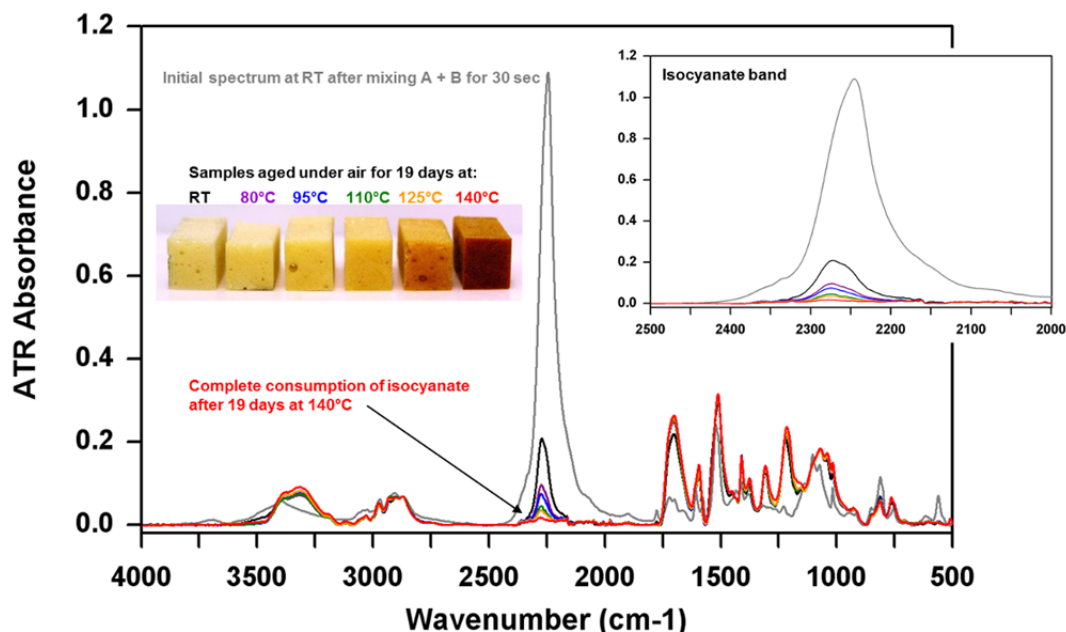 1.2
1.0
0.8
0.6
0.4
0.2
0.0
ATR Absorbance
4000 3500 3000 2500 2000 1500 1000 500
Wavenumber (cm-1)
Initial spectrum at RT after mixing A + B for 30 sec
Samples aged under air for 19 days at:
RT 80°C 95°C 110°C 125°C 140°C
Complete consumption of isocyanate
after 19 days at 140°C
Isocyanate band
1.2
1.0
0.8
0.6
0.4
0.2
0.0
2500 2400 2300 2200 2100 2000